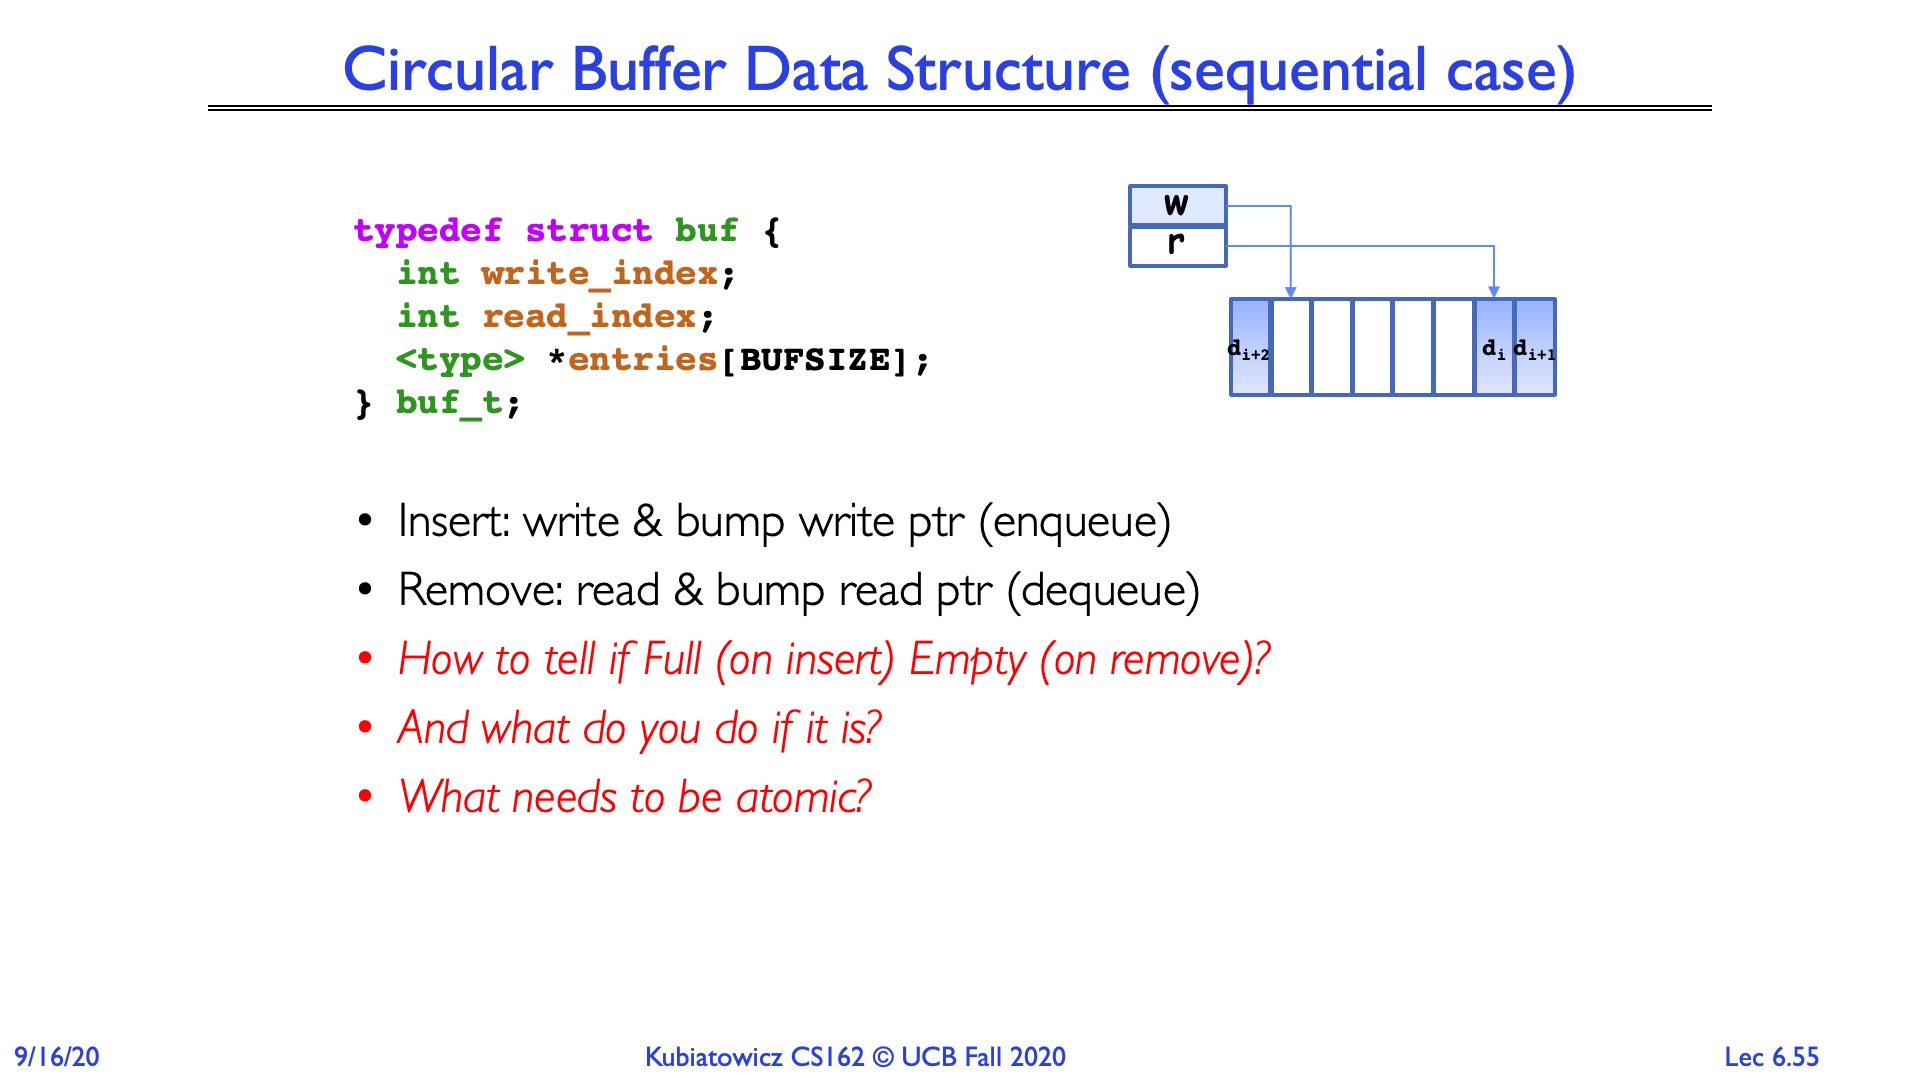 Circular Buffer Data Structure (sequential case)
typedef struct buf {
int write_index;
int read_index;
<type> *entries[BUFSIZE];
} buf_t;
w
r
di+2
di
di+1
• Insert: write & bump write ptr (enqueue)
• Remove: read & bump read ptr (dequeue)
• How to tell if Full (on insert) Empty (on remove)?
• And what do you do if it is?
• What needs to be atomic?
9/16/20
Kubiatowicz CS162 © UCB Fall 2020
Lec 6.55